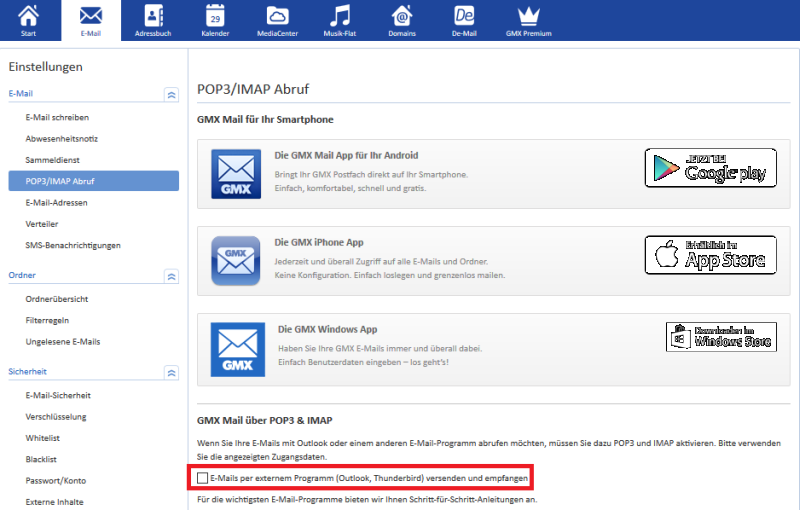 Start
E-Mail
Adressbuch
29
Kalender
MediaCenter
Musik-Flat
@
Domains
De
De-Mail
GMX Premium
Einstellungen
E-Mail
E-Mail schreiben
Abwesenheitsnotiz
Sammeldienst
POP3/IMAP Abruf
E-Mail-Adressen
Verteiler
SMS-Benachrichtigungen
Ordner
Ordnerübersicht
Filterregeln
Ungelesene E-Mails
Sicherheit
E-Mail-Sicherheit
Verschlüsselung
Whitelist
Blacklist
Passwort/Konto
Externe Inhalte
POP3/IMAP Abruf
GMX Mail für Ihr Smartphone
GMX
Die GMX Mail App für Ihr Android
Bringt Ihr GMX Postfach direkt auf Ihr Smartphone.
Einfach, komfortabel, schnell und gratis.
JETZT BEI
Google play
GMX
Die GMX iPhone App
Jederzeit und überall Zugriff auf alle E-Mails und Ordner.
Keine Konfiguration. Einfach loslegen und grenzenlos mailen.
Erhältlich im
App Store
GMX
Die GMX Windows App
Haben Sie Ihre GMX E-Mails immer und überall dabei.
Einfach Benutzerdaten eingeben – los geht's!
Downloaden im
Windows Store
GMX Mail über POP3 & IMAP
Wenn Sie Ihre E-Mails mit Outlook oder einem anderen E-Mail-Programm abrufen möchten, müssen Sie dazu POP3 und IMAP aktivieren. Bitte verwenden
Sie die angezeigten Zugangsdaten.
E-Mails per externem Programm (Outlook, Thunderbird) versenden und empfangen
Für die wichtigsten E-Mail-Programme bieten wir Ihnen Schritt-für-Schritt-Anleitungen an.